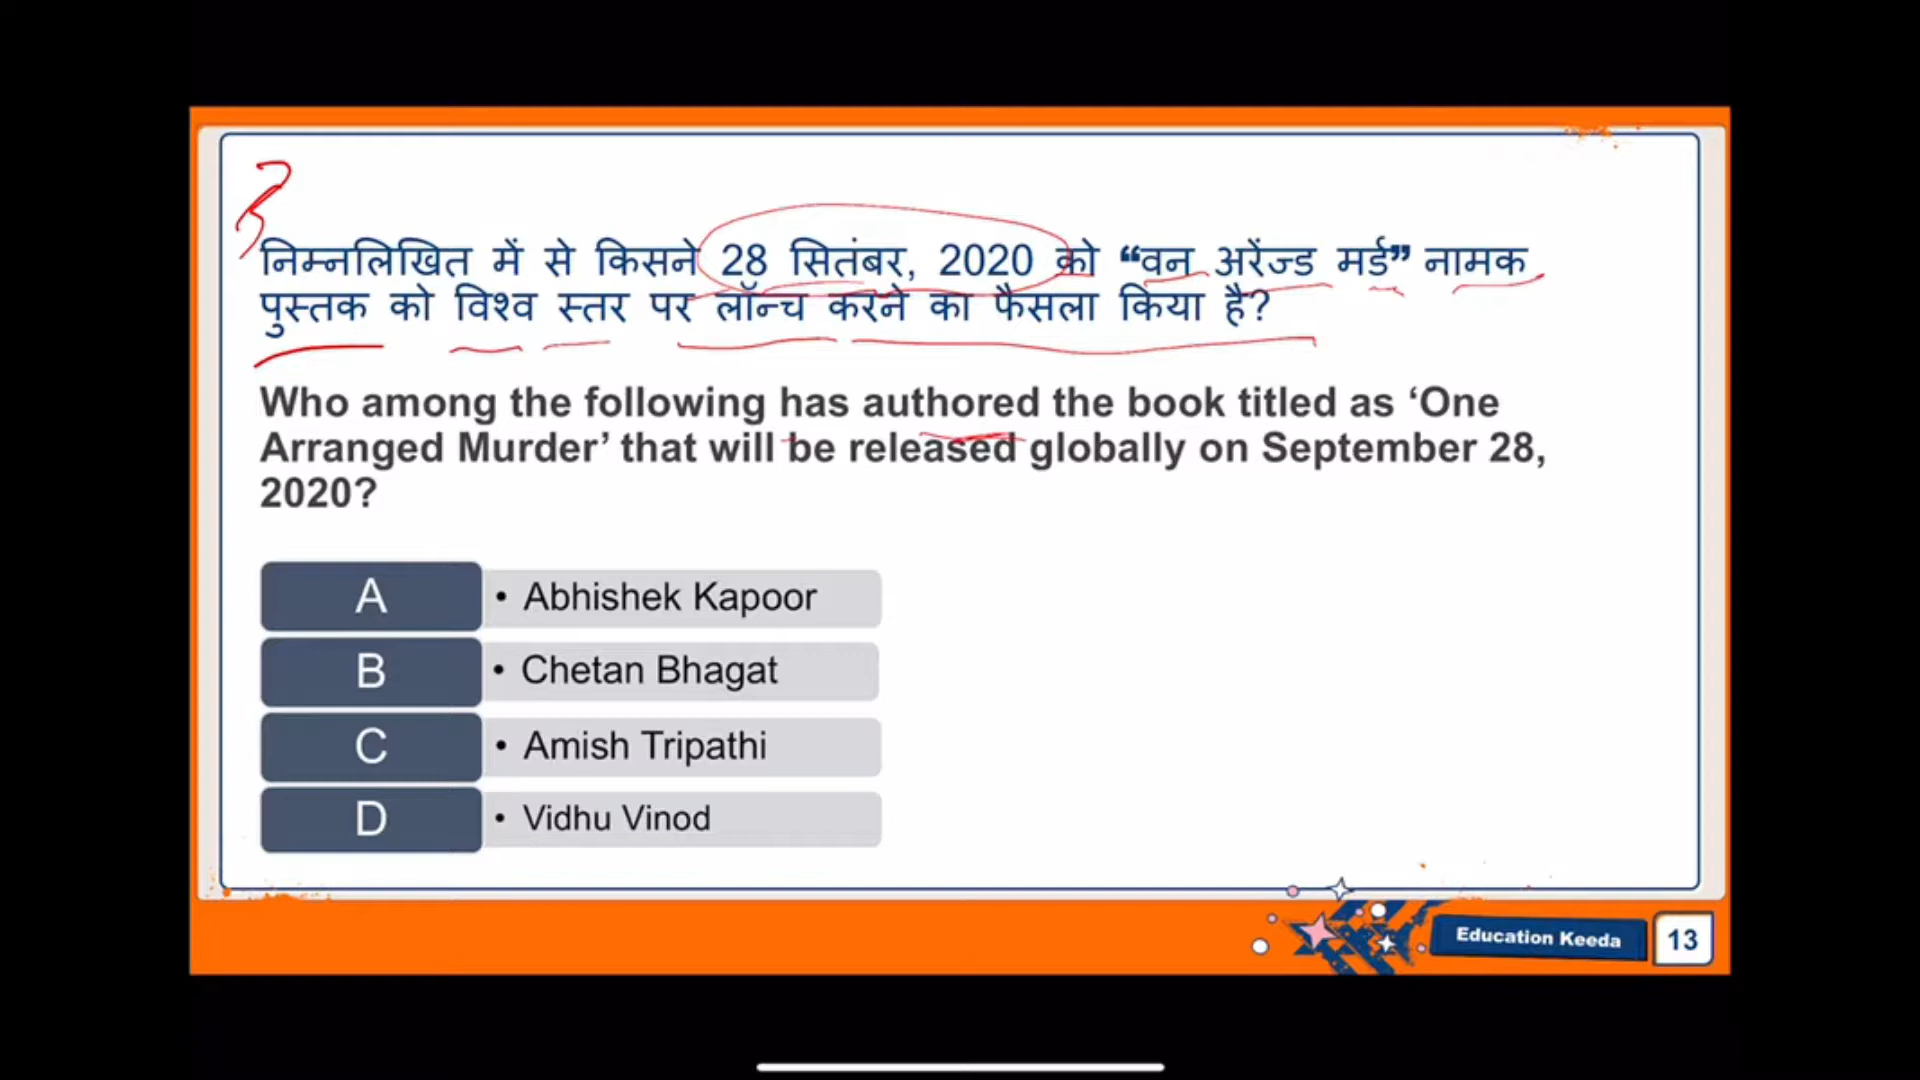 निम्नलिखित में से किसने 28 सितंबर, 2020 को “वन अरेंज्ड मर्ड” नामक
पुस्तक को विश्व स्तर पर लॉन्च करने का फैसला किया है?
Who among the following has authored the book titled as ‘One
Arranged Murder’ that will be released globally on September 28,
2020?
A • Abhishek Kapoor
B • Chetan Bhagat
C • Amish Tripathi
D • Vidhu Vinod
Education Keeda 13